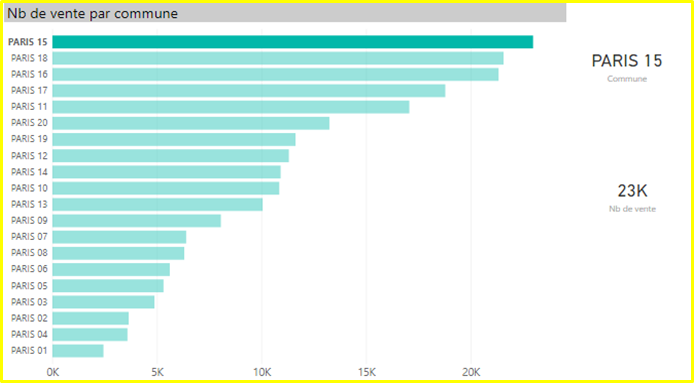 Nb de vente par commune
PARIS 15
PARIS 18
PARIS 16
PARIS 17
PARIS 11
PARIS 20
PARIS 19
PARIS 12
PARIS 14
PARIS 10
PARIS 13
PARIS 09
PARIS 07
PARIS 08
PARIS 06
PARIS 05
PARIS 03
PARIS 02
PARIS 04
PARIS 01
0K 5K 10K 15K 20K
PARIS 15
Commune
23K
Nb de vente